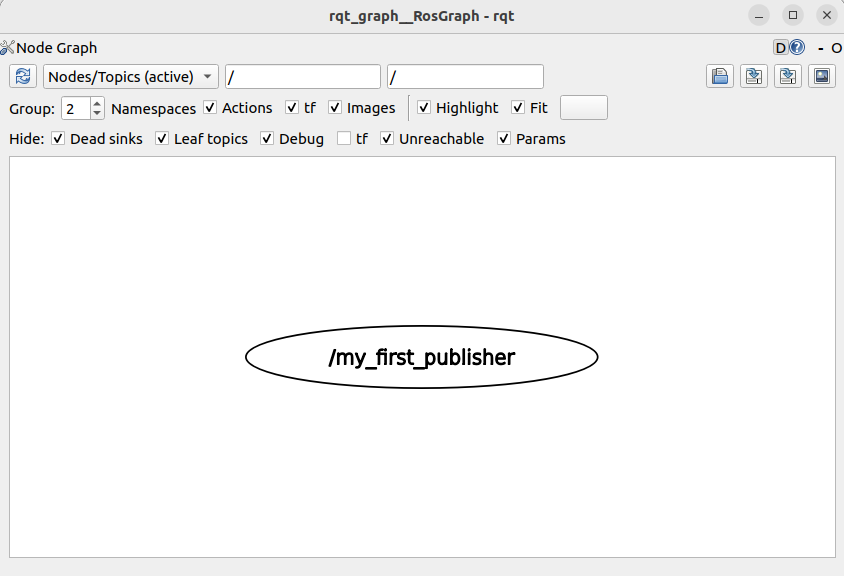 rqt_graph__RosGraph - rqt
Node Graph D ? - O
Nodes/Topics (active) / /
Group: 2 Namespaces Actions tf Images Highlight Fit
Hide: Dead sinks Leaf topics Debug tf Unreachable Params
/my_first_publisher